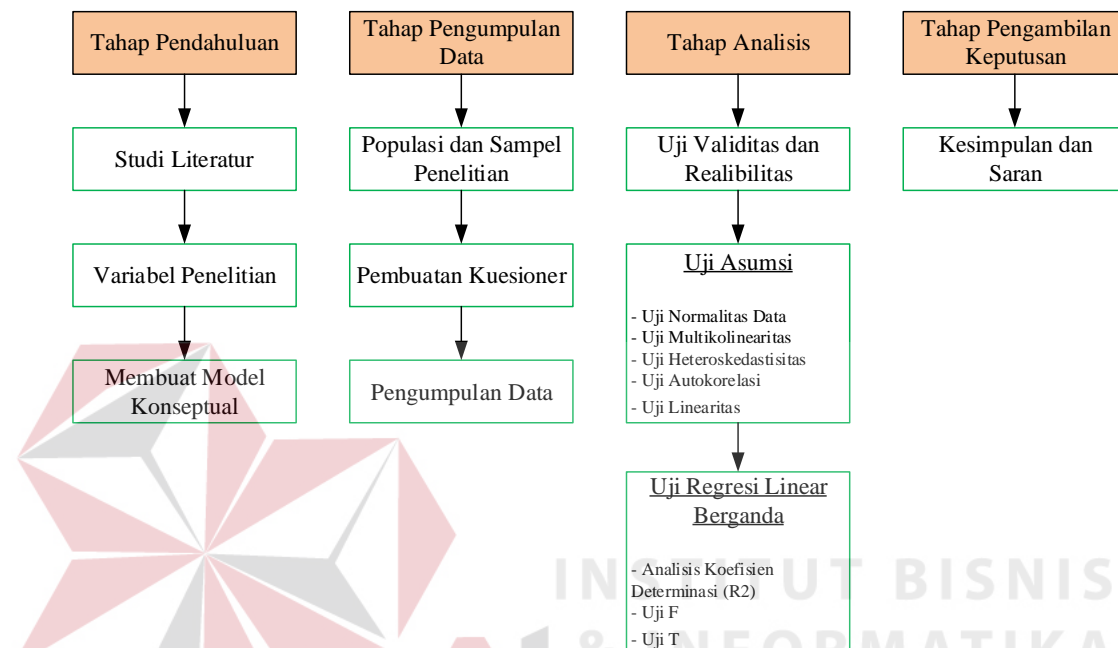 Tahap Pendahuluan
Studi Literatur
Variabel Penelitian
Membuat Model
Konseptual
Tahap Pengumpulan
Data
Populasi dan Sampel
Penelitian
Pembuatan Kuesioner
Pengumpulan Data
Tahap Analisis
Uji Validitas dan
Realibilitas
Uji Asumsi
- Uji Normalitas Data
- Uji Multikolinearitas
- Uji Heteroskedastisitas
- Uji Autokorelasi
- Uji Linearitas
Uji Regresi Linear
Berganda
- Analisis Koefisien
Determinasi (R2)
- Uji F
- Uji T
Tahap Pengambilan
Keputusan
Kesimpulan dan
Saran
INSTITUT BISNIS
& INFORMATIKA